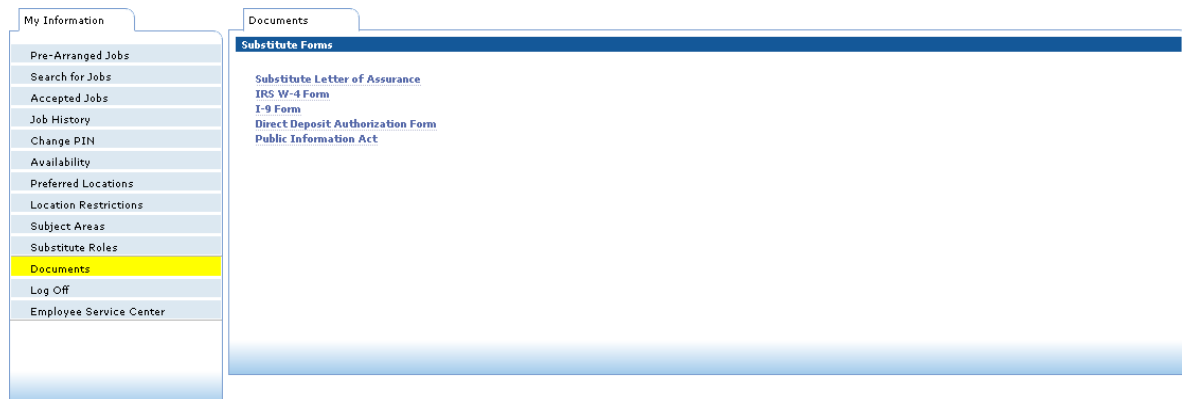 My Information
Pre-Arranged Jobs
Search for Jobs
Accepted Jobs
Job History
Change PIN
Availability
Preferred Locations
Location Restrictions
Subject Areas
Substitute Roles
Documents
Log Off
Employee Service Center
Documents
Substitute Forms
Substitute Letter of Assurance
IRS W-4 Form
I-9 Form
Direct Deposit Authorization Form
Public Information Act